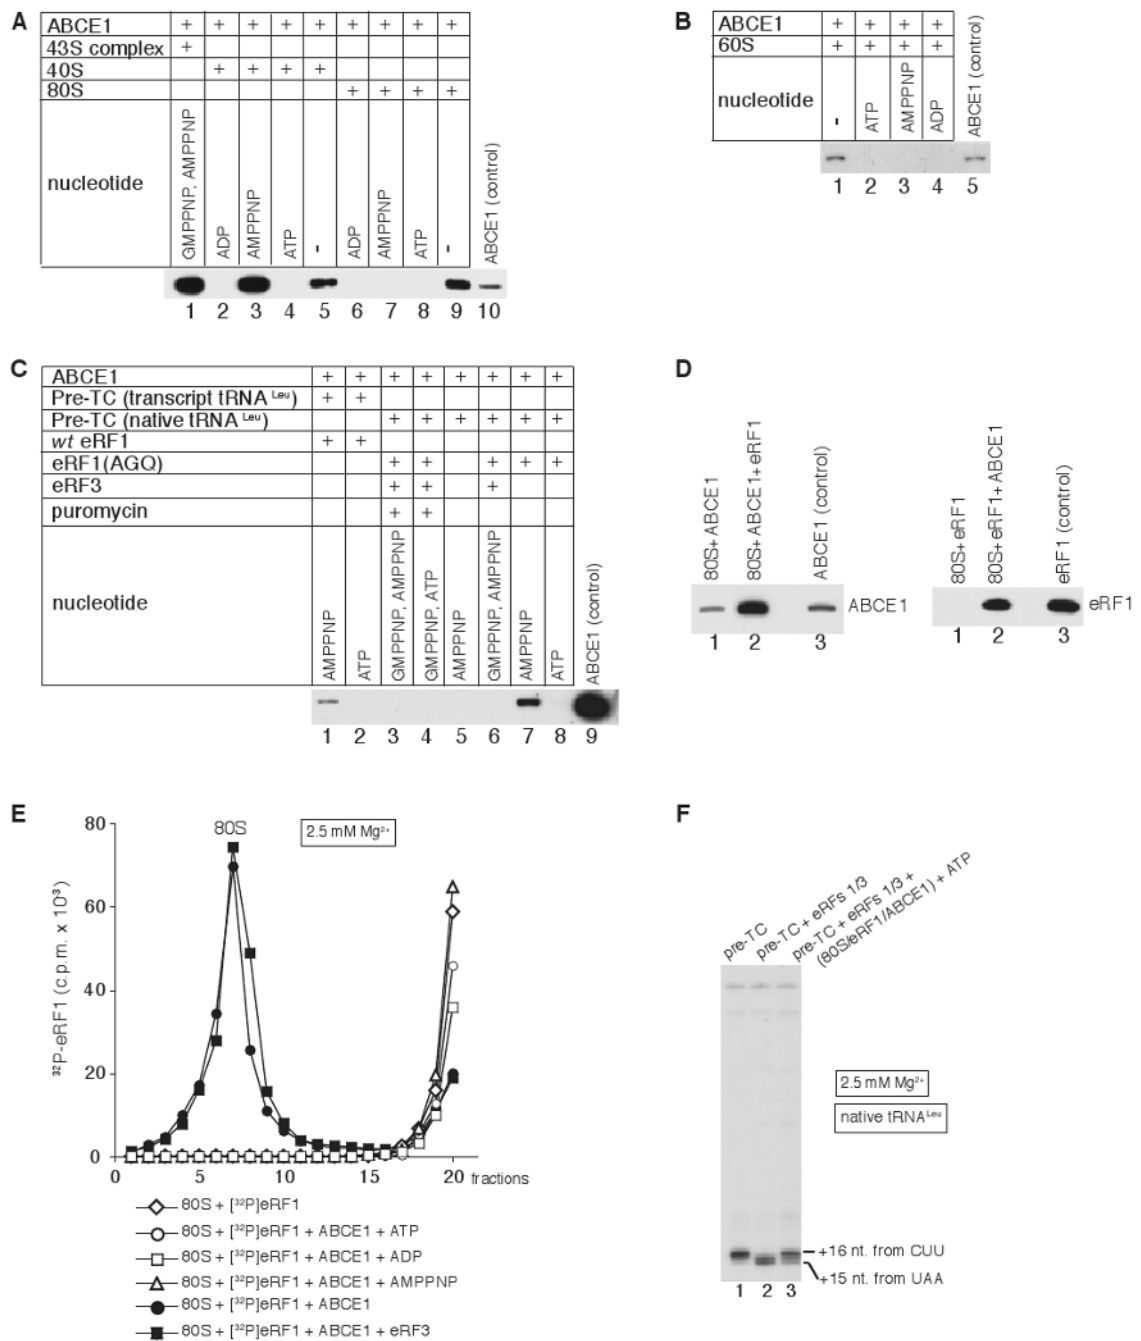 A
ABCE1 + + + + + + + + +
43S complex +
40S + + + +
80S + + + +
nucleotide
GMPPNP, AMPPNP
ADP
AMPPNP
ATP
-
ADP
AMPPNP
ATP
-
ABCE1 (control)
1 2 3 4 5 6 7 8 9 10
B
ABCE1 + + + +
60S + + + +
nucleotide
-
ATP
AMPPNP
ADP
ABCE1 (control)
1 2 3 4 5
C
ABCE1 + + + + + + + +
Pre-TC (transcript tRNA Leu) + +
Pre-TC (native tRNA Leu) + + + + + +
wt eRF1 + +
eRF1(AGQ) + + + + +
eRF3 + + +
puromycin + +
nucleotide
AMPPNP
ATP
GMPPNP, AMPPNP
GMPPNP, ATP
AMPPNP
GMPPNP, AMPPNP
AMPPNP
ATP
ABCE1 (control)
1 2 3 4 5 6 7 8 9
D
80S+ABCE1
80S+ABCE1+eRF1
ABCE1 (control)
ABCE1
1 2 3
80S+eRF1
80S+eRF1+ABCE1
eRF1 (control)
eRF1
1 2 3
E
80S
2.5 mM Mg²⁺
³²P-eRF1 (c.p.m. x 10³)
80
60
40
20
0
0 5 10 15 20 fractions
80S + [³²P]eRF1
80S + [³²P]eRF1 + ABCE1 + ATP
80S + [³²P]eRF1 + ABCE1 + ADP
80S + [³²P]eRF1 + ABCE1 + AMPPNP
80S + [³²P]eRF1 + ABCE1
80S + [³²P]eRF1 + ABCE1 + eRF3
F
pre-TC
pre-TC + eRFs 1/3
pre-TC + eRFs 1/3 +
(80S/eRF1/ABCE1) + ATP
2.5 mM Mg²⁺
native tRNA Leu
+16 nt. from CUU
+15 nt. from UAA
1 2 3